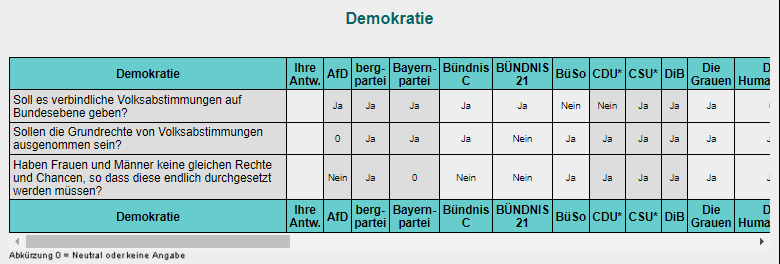 Demokratie
Demokratie Ihre Antw. AfD berg-partei Bayern-partei Bündnis C BÜNDNIS 21 BüSo CDU* CSU* DiB Die Grauen D Huma
Soll es verbindliche Volksabstimmungen auf Bundesebene geben? Ja Ja Ja Ja Ja Nein Nein Ja Ja Ja
Sollen die Grundrechte von Volksabstimmungen ausgenommen sein? 0 Ja Ja Ja Nein Ja Ja Ja Ja Ja J
Haben Frauen und Männer keine gleichen Rechte und Chancen, so dass diese endlich durchgesetzt werden müssen? Nein Ja 0 Nein Nein Ja Ja Ja Ja Ja J
Demokratie Ihre Antw. AfD berg-partei Bayern-partei Bündnis C BÜNDNIS 21 BüSo CDU* CSU* DiB Die Grauen D Huma
Abkürzung 0 = Neutral oder keine Angabe